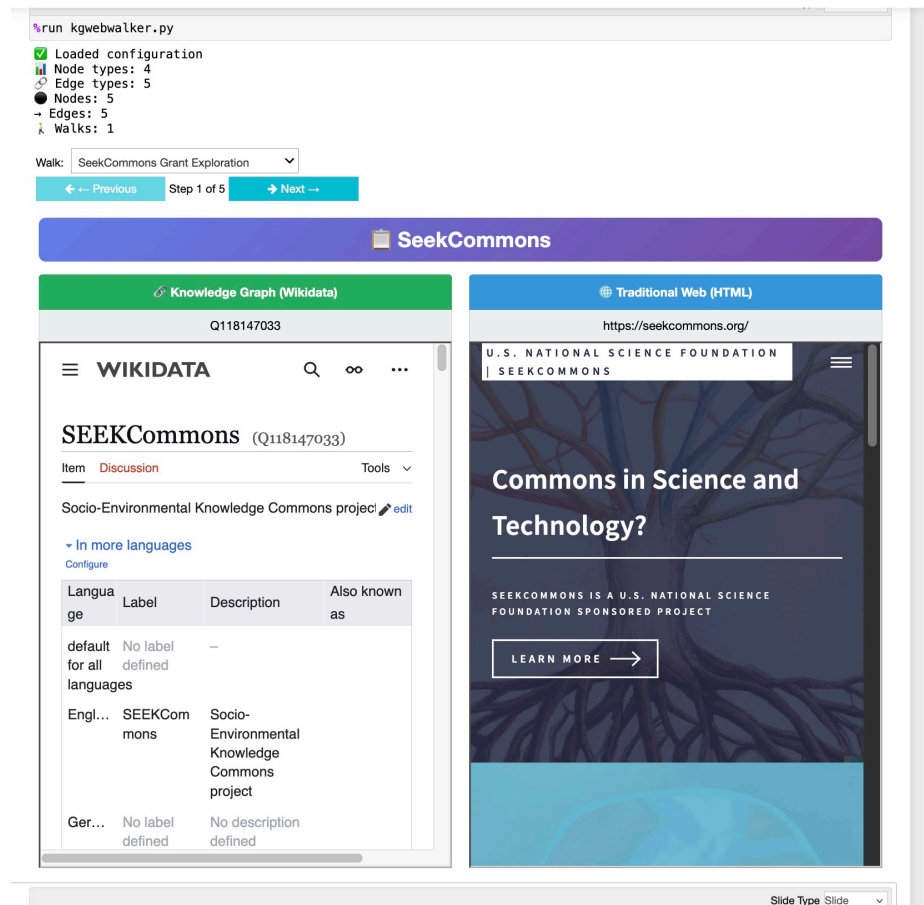 %run kgwebwalker.py
✅ Loaded configuration
📊 Node types: 4
🔗 Edge types: 5
⚫ Nodes: 5
→ Edges: 5
🚶 Walks: 1
Walk: SeekCommons Grant Exploration
← Previous Step 1 of 5 Next →
📋 SeekCommons
🔗 Knowledge Graph (Wikidata)
Q118147033
WIKIDATA
SEEKCommons (Q118147033)
Item Discussion Tools
Socio-Environmental Knowledge Commons project edit
In more languages
Configure
Langua Label Description Also known
ge as
default No label –
for all defined
languages
Engl... SEEKCom Socio-
mons Environmental
Knowledge
Commons
project
Ger... No label No description
defined defined
🌐 Traditional Web (HTML)
https://seekcommons.org/
U.S. NATIONAL SCIENCE FOUNDATION
| SEEKCOMMONS
Commons in Science and
Technology?
SEEKCOMMONS IS A U.S. NATIONAL SCIENCE
FOUNDATION SPONSORED PROJECT
LEARN MORE →
Slide Type Slide